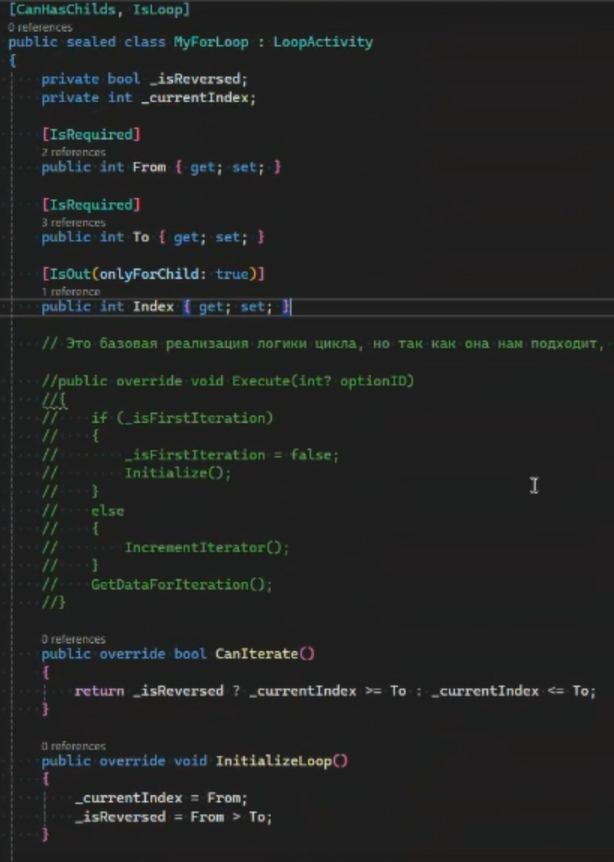 [CanHasChilds, IsLoop]
0 references
public sealed class MyForLoop : LoopActivity
{
private bool _isReversed;
private int _currentIndex;
[IsRequired]
2 references
public int From { get; set; }
[IsRequired]
3 references
public int To { get; set; }
[IsOut(onlyForChild: true)]
1 reference
public int Index { get; set; }
// Это базовая реализация логики цикла, но так как она нам подходит,
//public override void Execute(int? optionID)
//{
// if (_isFirstIteration)
// {
// _isFirstIteration = false;
// Initialize();
// }
// else
// {
// IncrementIterator();
// }
// GetDataForIteration();
//}
0 references
public override bool CanIterate()
{
return _isReversed ? _currentIndex >= To : _currentIndex <= To;
}
0 references
public override void InitializeLoop()
{
_currentIndex = From;
_isReversed = From > To;
}